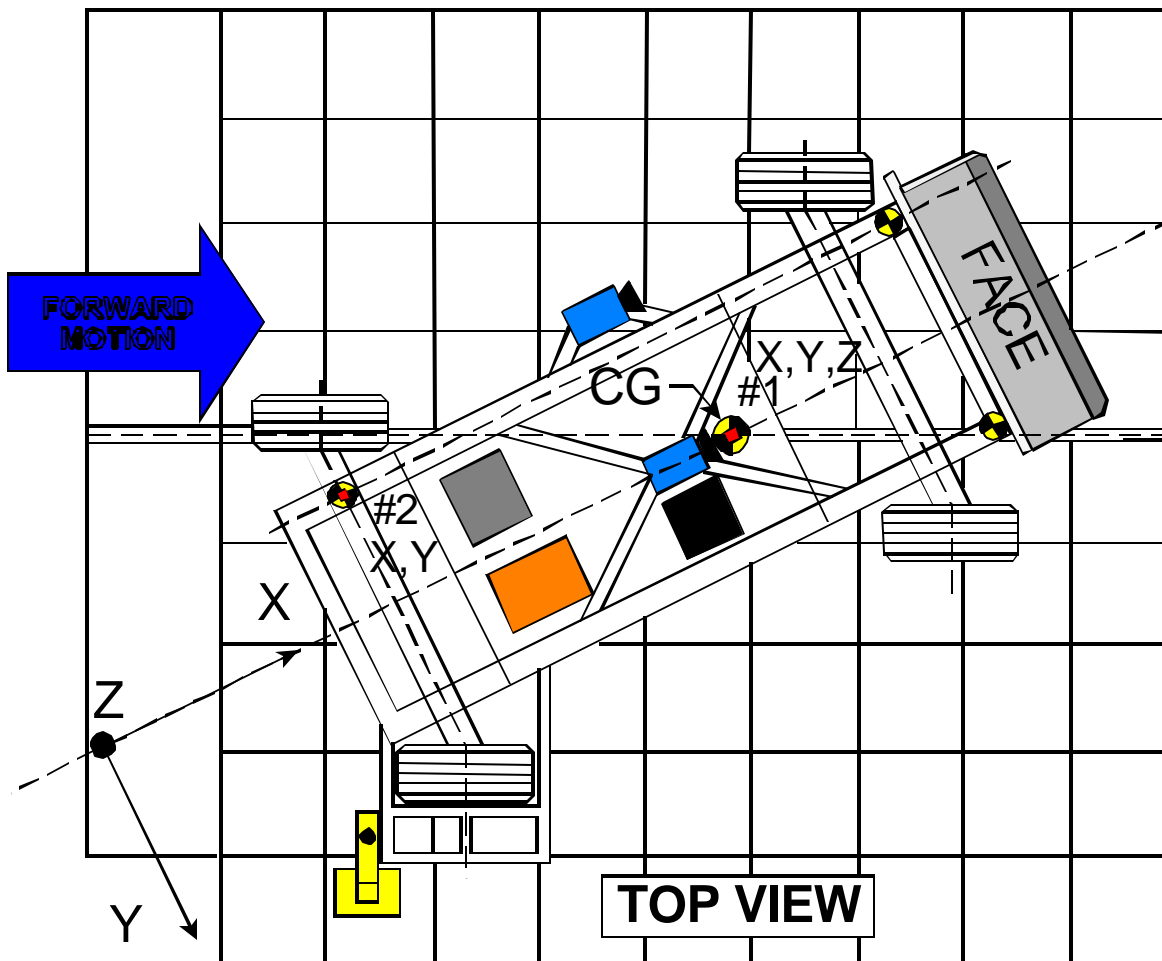 FORWARD
MOTION
FACE
X,Y,Z
CG
#1
#2
X,Y
X
Z
Y
TOP VIEW